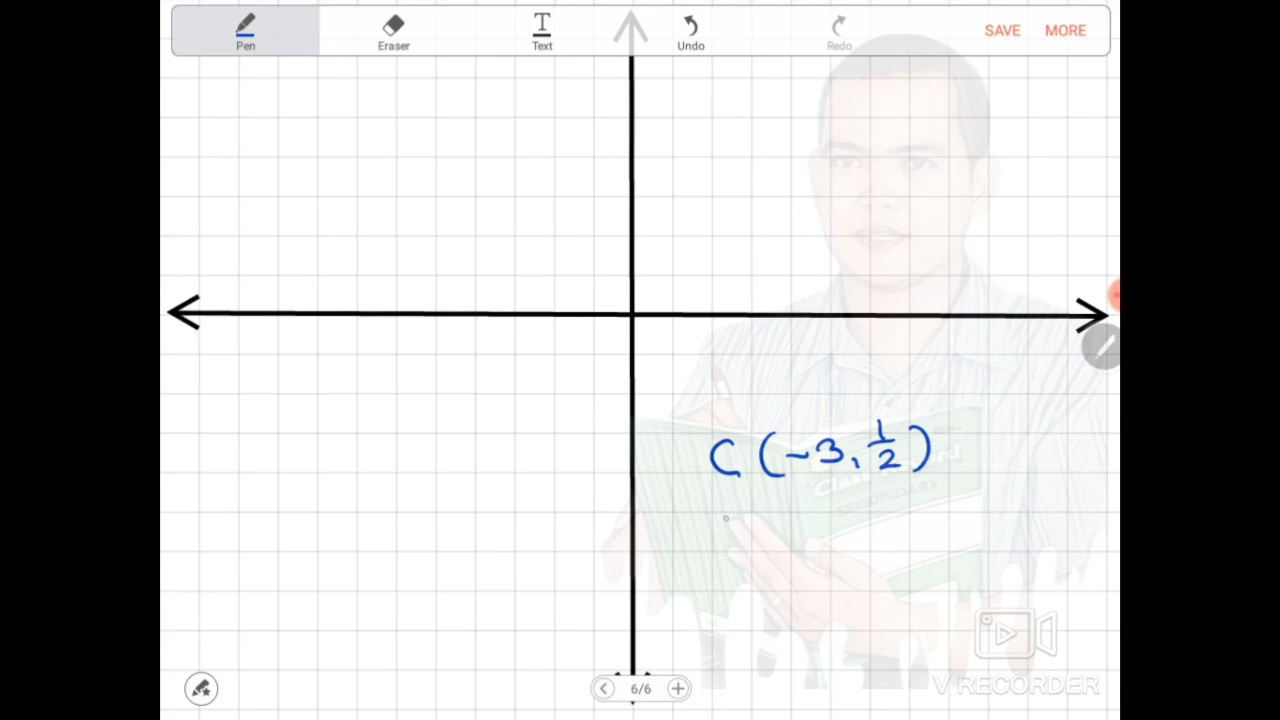 Pen Eraser Text Undo Redo SAVE MORE
C (-3, 1/2)
6/6
V RECORDER